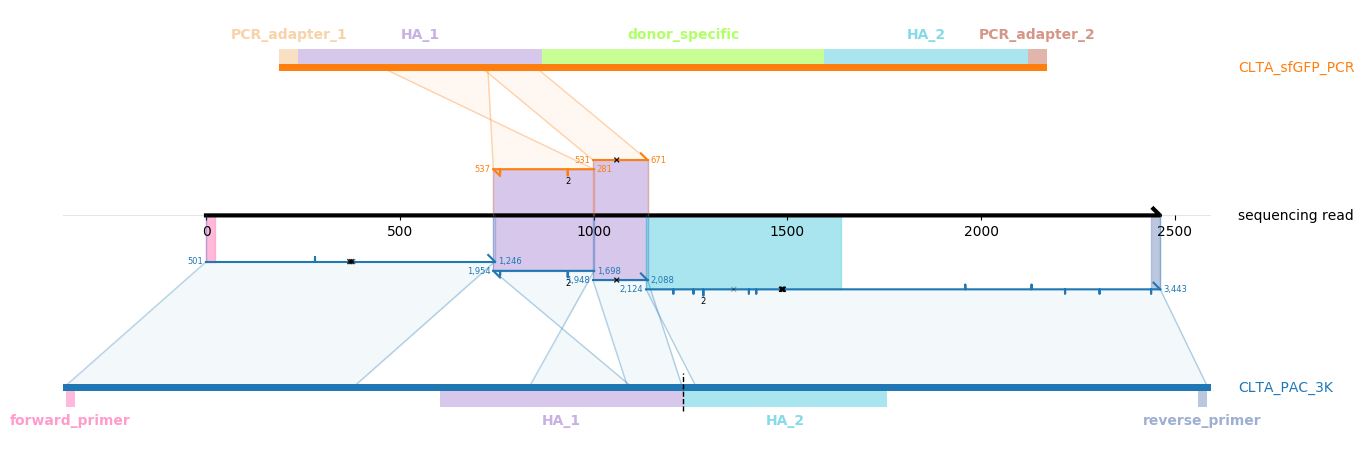 PCR_adapter_1 HA_1 donor_specific HA_2 PCR_adapter_2
CLTA_sfGFP_PCR
531 671
537 281
2
sequencing read
0 500 1000 1500 2000 2500
501 1,246
1,954 1,698
2 1,948 2,088
2,124 3,443
2
CLTA_PAC_3K
forward_primer HA_1 HA_2 reverse_primer